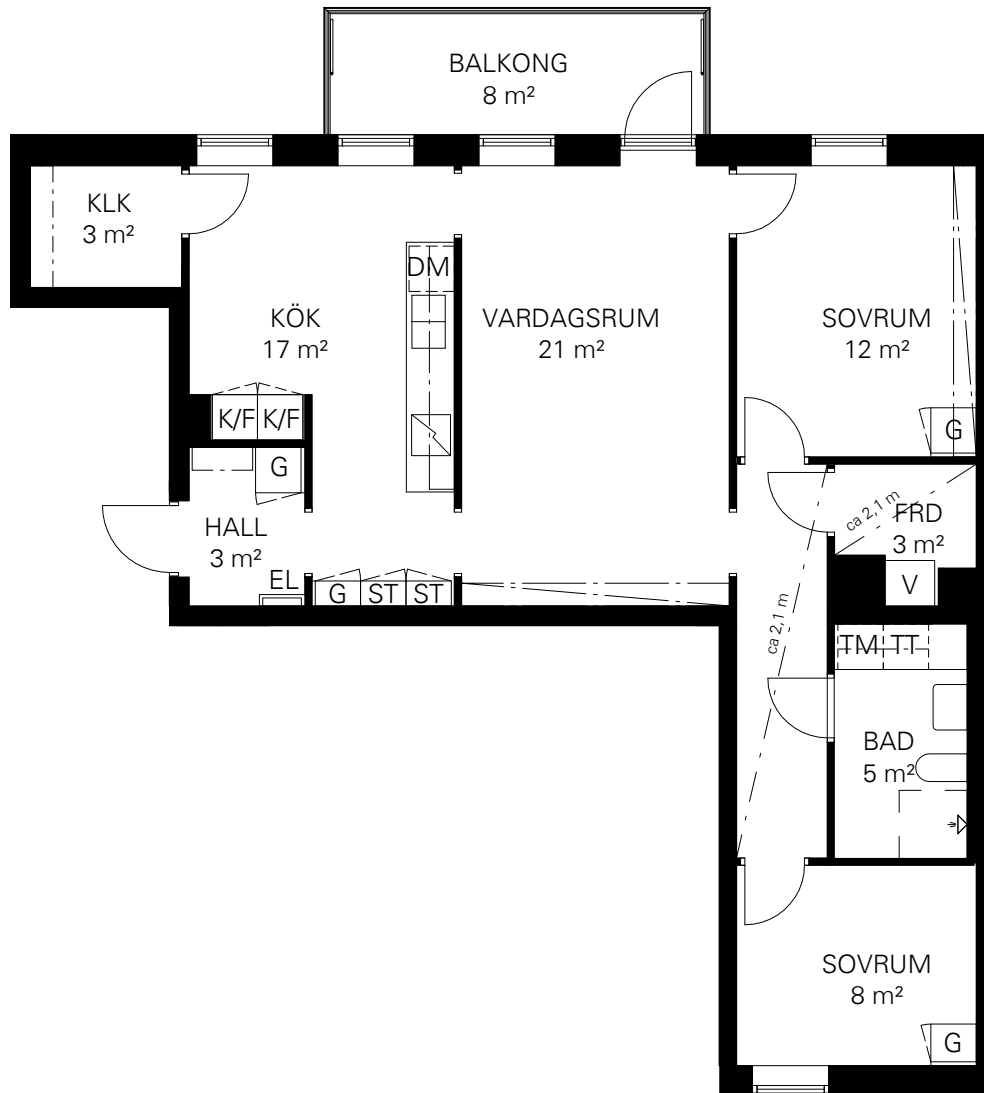 BALKONG
8 m²
KLK
3 m²
DM
KÖK
17 m²
VARDAGSRUM
21 m²
SOVRUM
12 m²
K/F K/F
G
G
HALL
3 m²
ca 2,1 m
FRD
3 m²
EL
G ST ST
V
ca 2,1 m
TM TT
BAD
5 m²
SOVRUM
8 m²
G